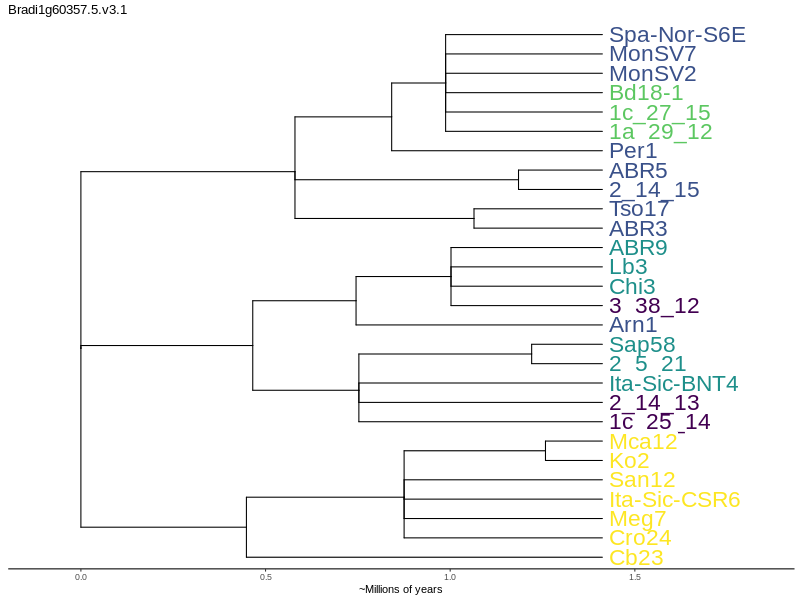 Bradi1g60357.5.v3.1
Spa-Nor-S6E
MonSV7
MonSV2
Bd18-1
1c_27_15
1a_29_12
Per1
ABR5
2_14_15
Tso17
ABR3
ABR9
Lb3
Chi3
3_38_12
Arn1
Sap58
2_5_21
Ita-Sic-BNT4
2_14_13
1c_25_14
Mca12
Ko2
San12
Ita-Sic-CSR6
Meg7
Cro24
Cb23
0.0 0.5 1.0 1.5
~Millions of years